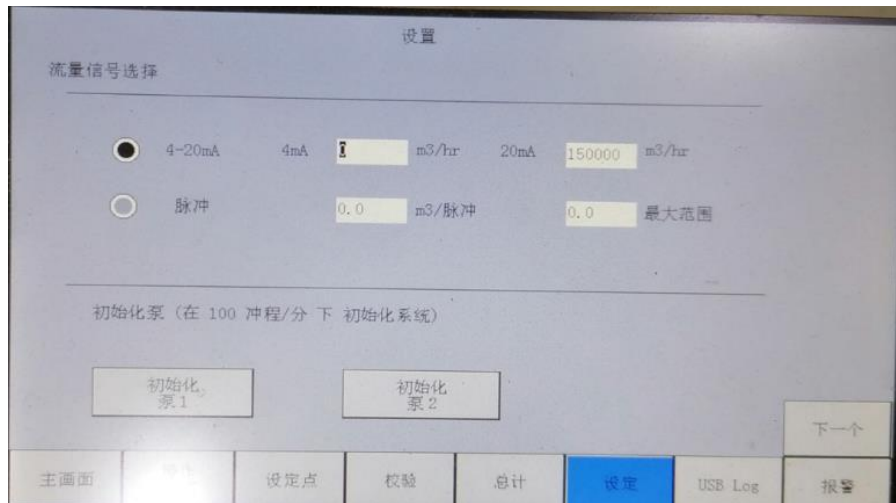 设置
流量信号选择
4-20mA 4mA m3/hr 20mA 150000 m3/hr
脉冲 0.0 m3/脉冲 0.0 最大范围
初始化泵 (在 100 冲程/分 下 初始化系统)
初始化
泵1
初始化
泵2
下一个
主画面 设定点 校验 总计 设定 USB Log 报警